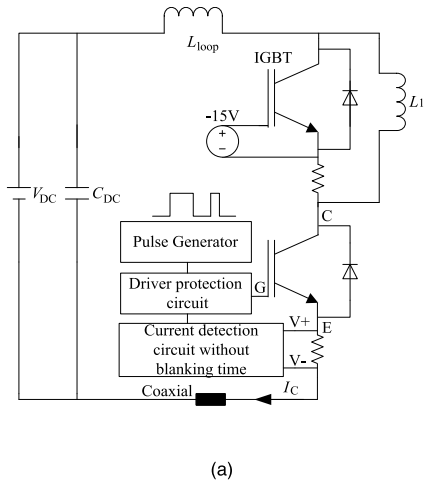 L_loop
IGBT
-15V
+
−
L1
V_DC
C_DC
Pulse Generator
C
Driver protection
circuit
G
Current detection
circuit without
blanking time
V+
E
V-
Coaxial
I_C
(a)